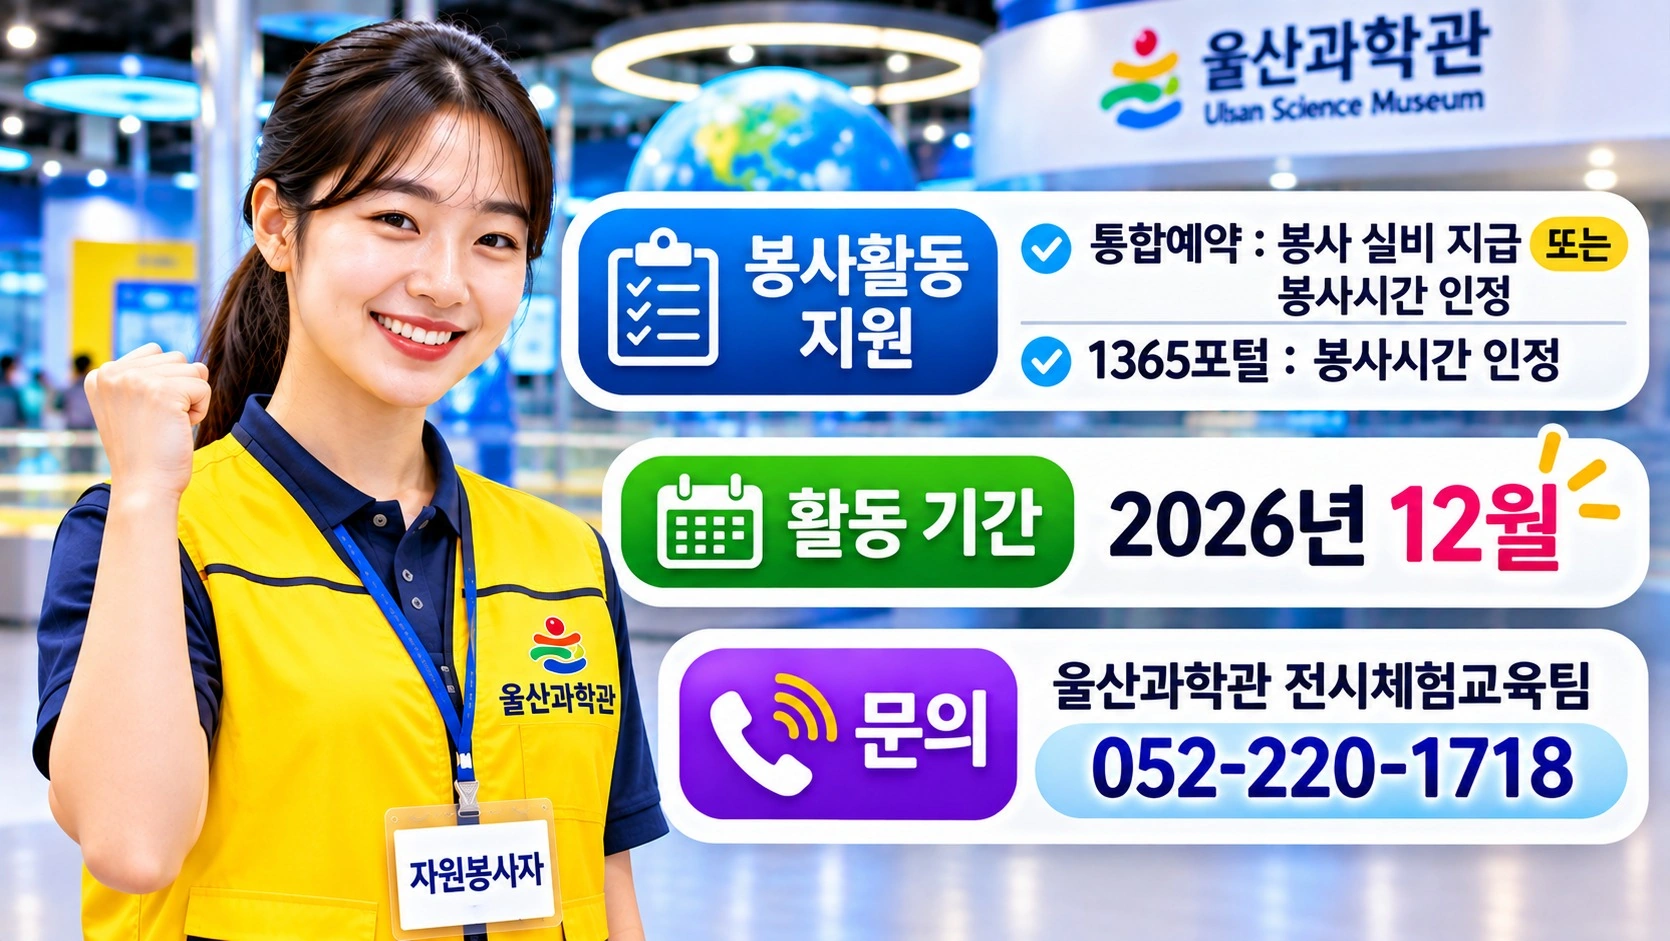 울산과학관
Ulsan Science Museum
봉사활동
지원
통합예약 : 봉사 실비 지급 또는
봉사시간 인정
1365포털 : 봉사시간 인정
활동 기간
2026년 12월
문의
울산과학관 전시체험교육팀
052-220-1718
울산과학관
자원봉사자